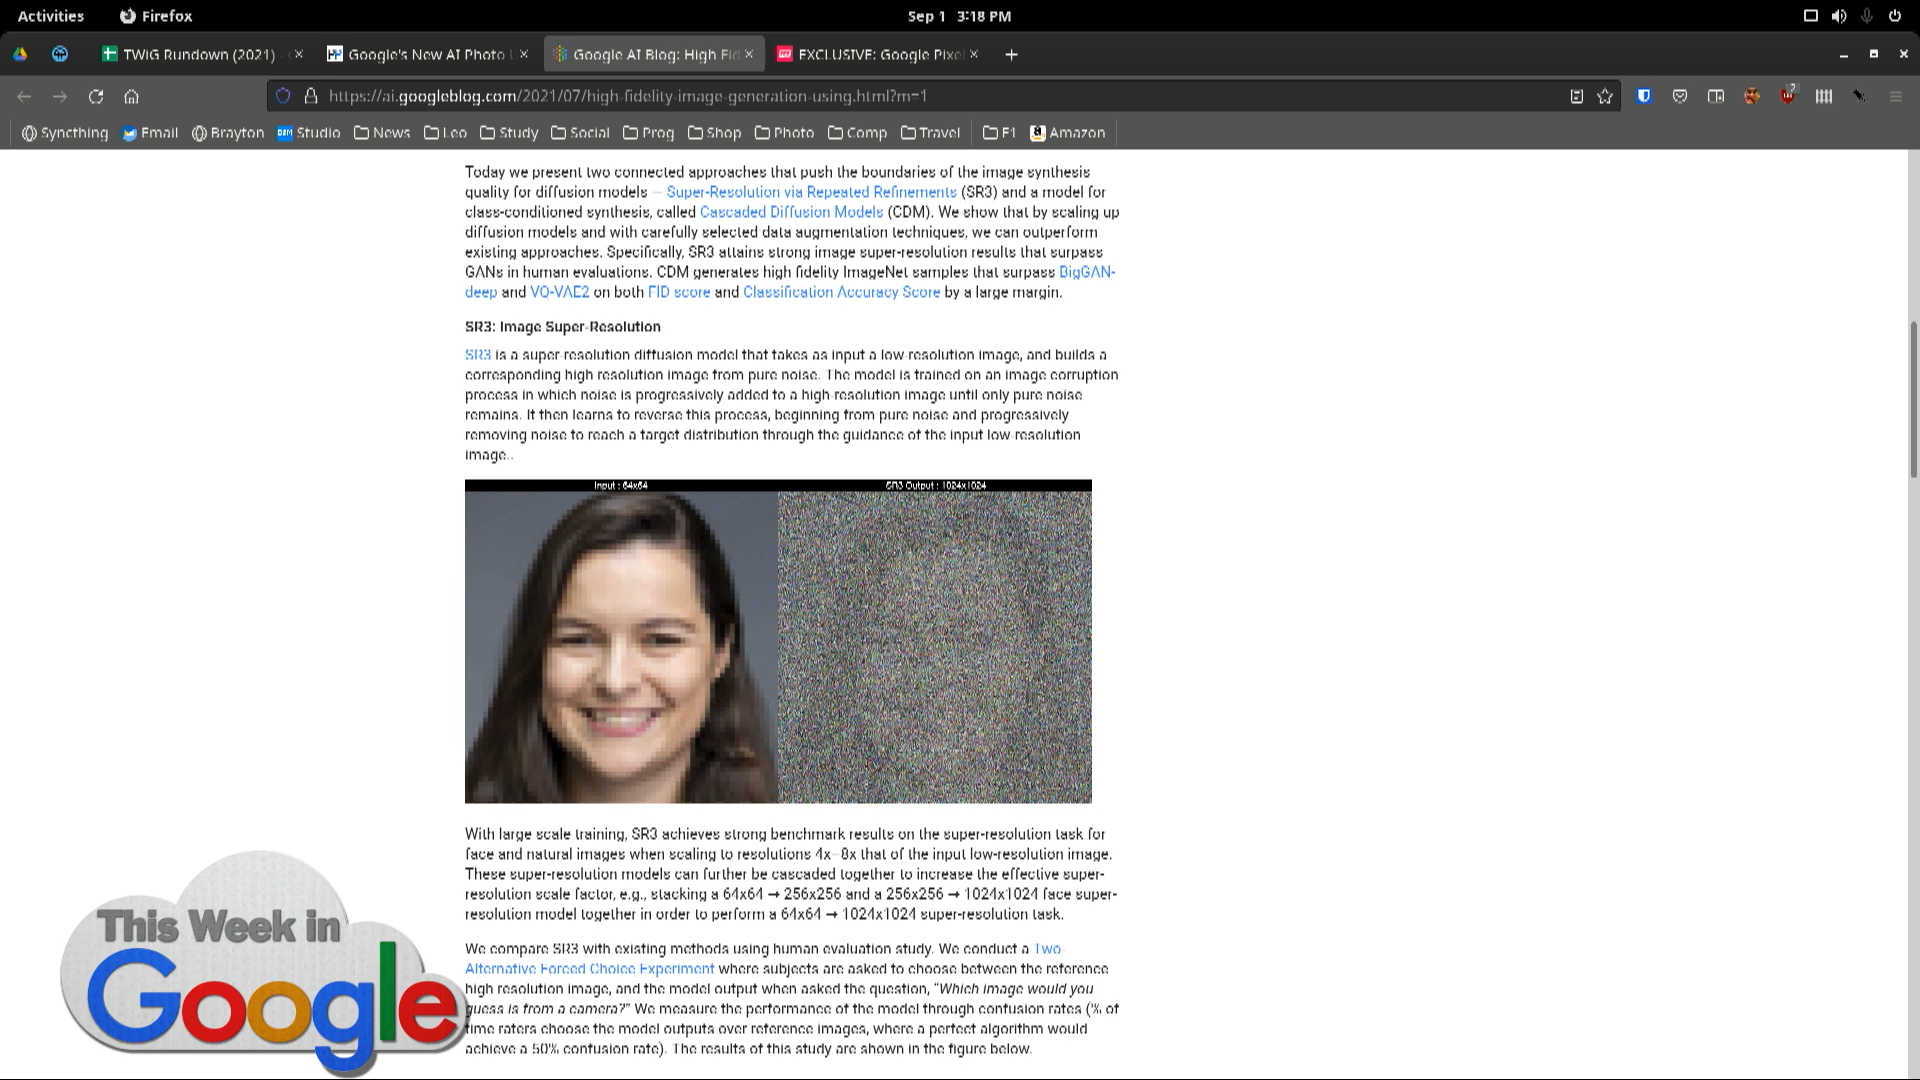 Activities
Firefox
Sep 1 3:18 PM
TWiG Rundown (2021)
Google's New AI Photo U
Google AI Blog: High Fid
EXCLUSIVE: Google Pixel
https://ai.googleblog.com/2021/07/high-fidelity-image-generation-using.html?m=1
2
Syncthing
Email
Brayton
Studio
News
Leo
Study
Social
Prog
Shop
Photo
Comp
Travel
F1
Amazon
Today we present two connected approaches that push the boundaries of the image synthesis
quality for diffusion models – Super-Resolution via Repeated Refinements (SR3) and a model for
class-conditioned synthesis, called Cascaded Diffusion Models (CDM). We show that by scaling up
diffusion models and with carefully selected data augmentation techniques, we can outperform
existing approaches. Specifically, SR3 attains strong image super-resolution results that surpass
GANs in human evaluations. CDM generates high fidelity ImageNet samples that surpass BigGAN-
deep and VQ-VAE2 on both FID score and Classification Accuracy Score by a large margin.
SR3: Image Super-Resolution
SR3 is a super-resolution diffusion model that takes as input a low-resolution image, and builds a
corresponding high resolution image from pure noise. The model is trained on an image corruption
process in which noise is progressively added to a high-resolution image until only pure noise
remains. It then learns to reverse this process, beginning from pure noise and progressively
removing noise to reach a target distribution through the guidance of the input low-resolution
image..
Input : 64x64
SR3 Output : 1024x1024
With large scale training, SR3 achieves strong benchmark results on the super-resolution task for
face and natural images when scaling to resolutions 4x–8x that of the input low-resolution image.
These super-resolution models can further be cascaded together to increase the effective super-
resolution scale factor, e.g., stacking a 64x64 → 256x256 and a 256x256 → 1024x1024 face super-
resolution model together in order to perform a 64x64 → 1024x1024 super-resolution task.
We compare SR3 with existing methods using human evaluation study. We conduct a Two-
Alternative Forced Choice Experiment where subjects are asked to choose between the reference
high resolution image, and the model output when asked the question, “Which image would you
guess is from a camera?” We measure the performance of the model through confusion rates (% of
time raters choose the model outputs over reference images, where a perfect algorithm would
achieve a 50% confusion rate). The results of this study are shown in the figure below.
This Week in
Google